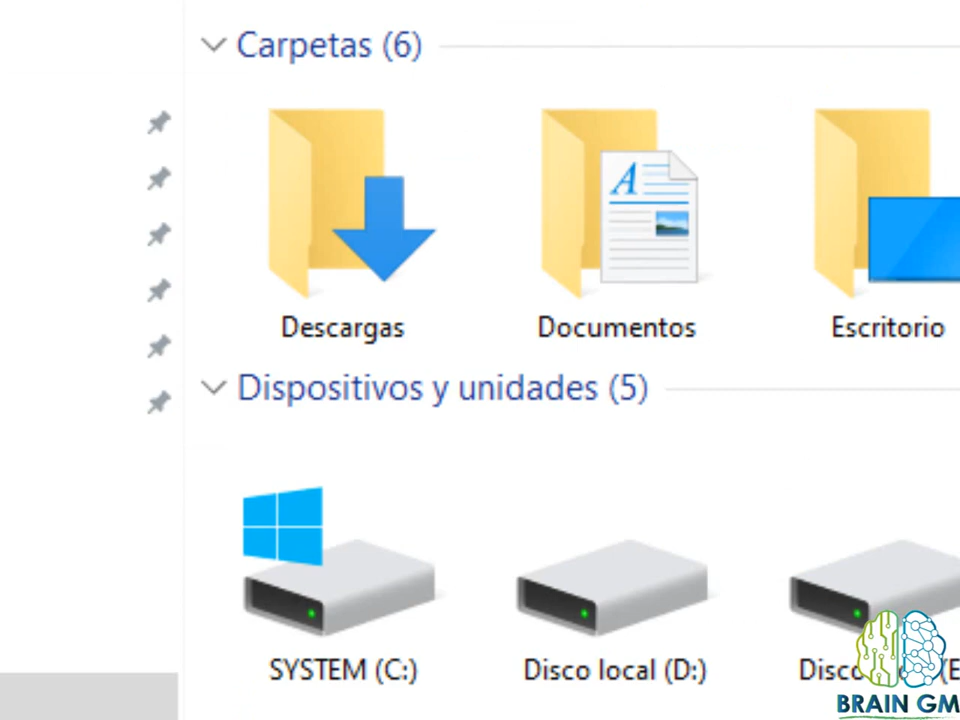 Carpetas (6)
Descargas
Documentos
Escritorio
Dispositivos y unidades (5)
SYSTEM (C:)
Disco local (D:)
BRAIN GM